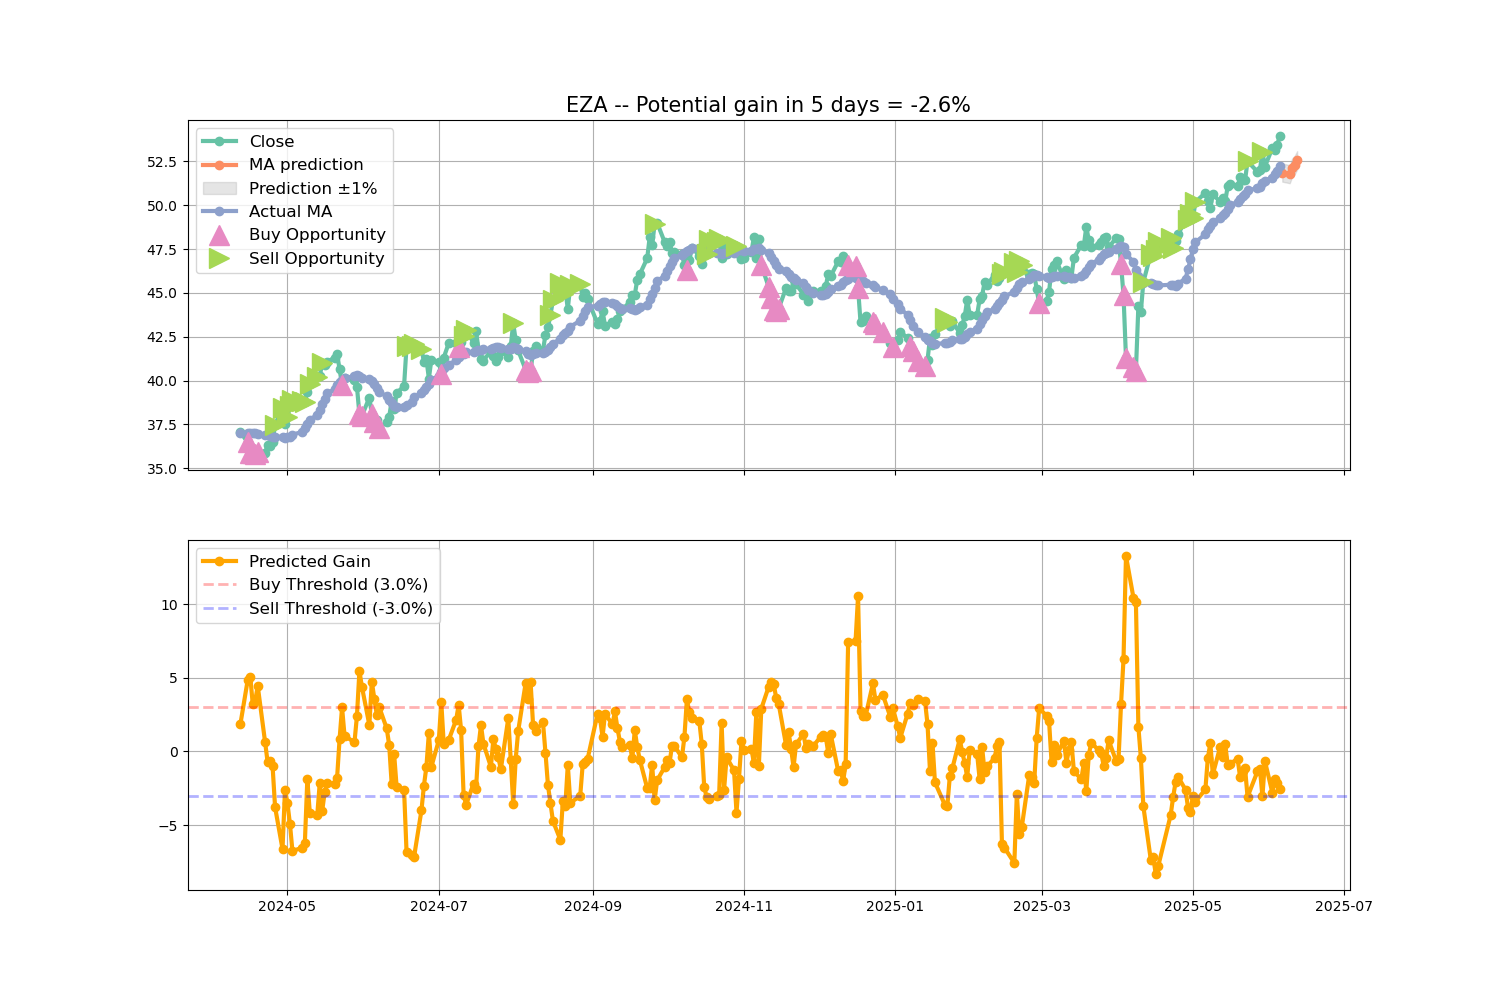 EZA -- Potential gain in 5 days = -2.6%
Close
MA prediction
Prediction ±1%
Actual MA
Buy Opportunity
Sell Opportunity
52.5
50.0
47.5
45.0
42.5
40.0
37.5
35.0
Predicted Gain
Buy Threshold (3.0%)
Sell Threshold (-3.0%)
10
5
0
−5
2024-05 2024-07 2024-09 2024-11 2025-01 2025-03 2025-05 2025-07